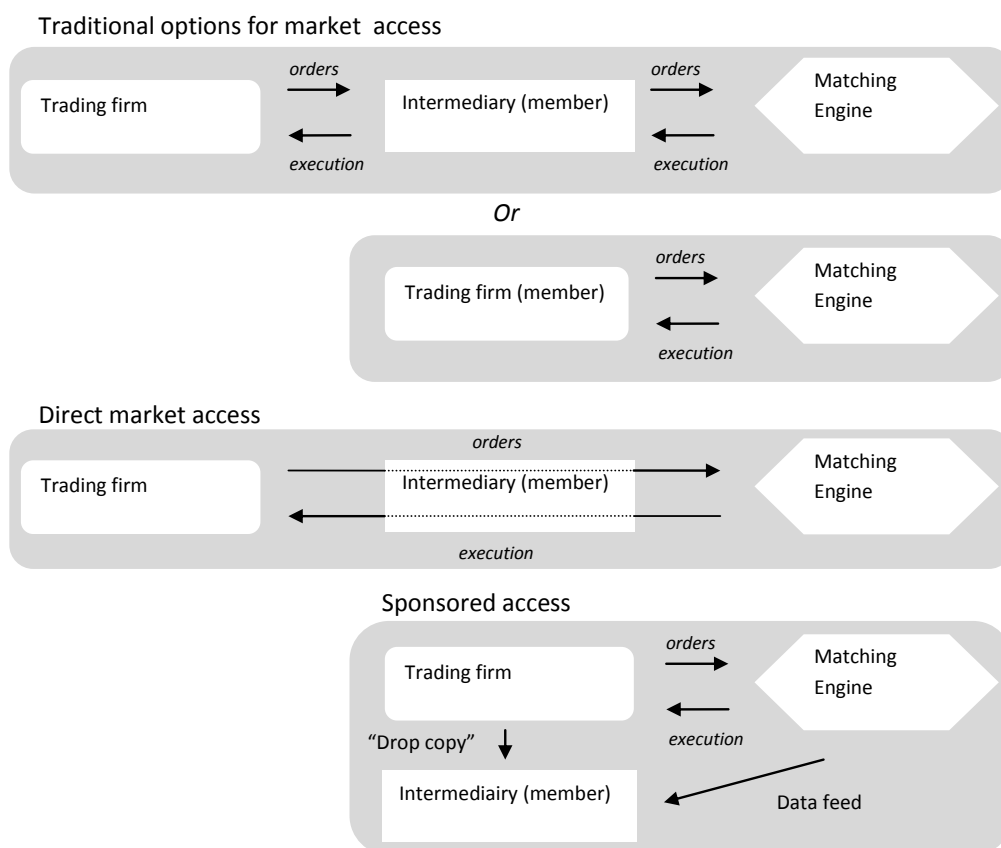 Traditional options for market access
orders
orders
Trading firm
Intermediary (member)
Matching
Engine
execution
execution
Or
orders
Trading firm (member)
Matching
Engine
execution
Direct market access
orders
Trading firm
Intermediary (member)
Matching
Engine
execution
Sponsored access
orders
Trading firm
Matching
Engine
execution
“Drop copy”
Intermediairy (member)
Data feed